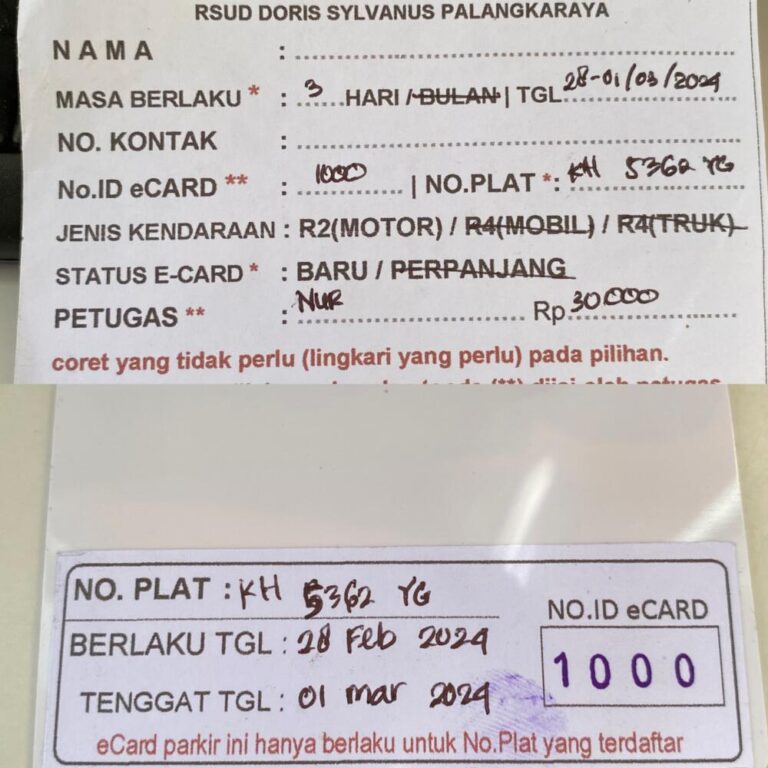 RSUD DORIS SYLVANUS PALANGKARAYA
NAMA :
MASA BERLAKU * : 3 HARI / BULAN | TGL 28-01/03/2024
NO. KONTAK :
No.ID eCARD ** : 1000 | NO.PLAT *: KH 5362 YG
JENIS KENDARAAN : R2(MOTOR) / R4(MOBIL) / R4(TRUK)
STATUS E-CARD * : BARU / PERPANJANG
PETUGAS ** : NUR Rp 30000
coret yang tidak perlu (lingkari yang perlu) pada pilihan.
(**) diisi oleh petugas
NO. PLAT : KH 5362 YG
BERLAKU TGL : 28 Feb 2024
TENGGAT TGL : 01 mar 2024
NO.ID eCARD
1000
eCard parkir ini hanya berlaku untuk No.Plat yang terdaftar